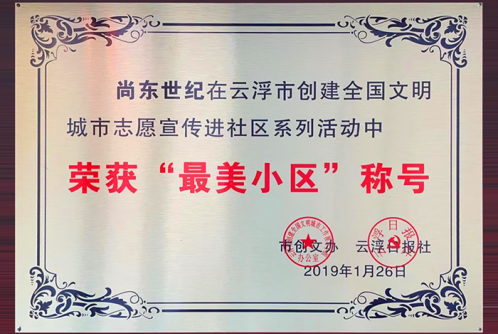 尚东世纪在云浮市创建全国文明
城市志愿宣传进社区系列活动中
荣获“最美小区”称号
市创文办 云浮日报社
2019年1月26日